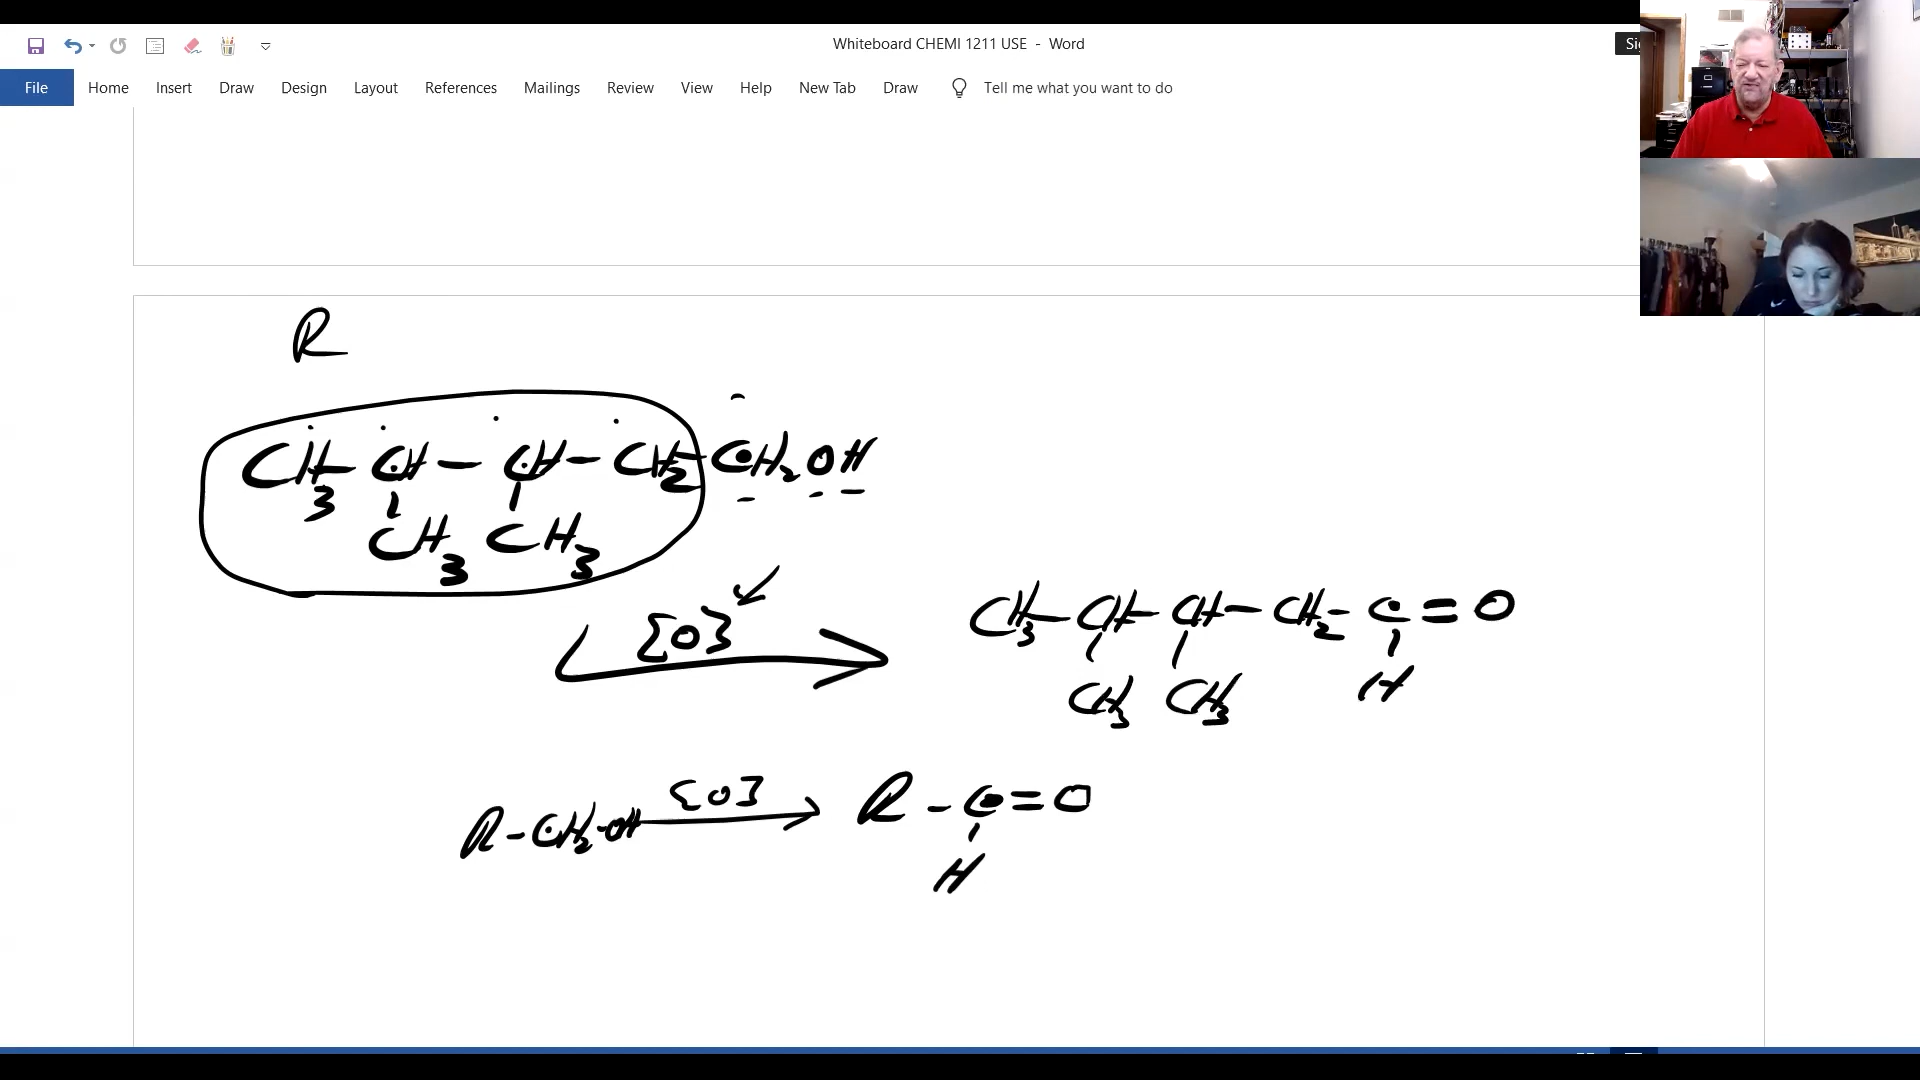 Whiteboard CHEMI 1211 USE - Word
Si
File Home Insert Draw Design Layout References Mailings Review View Help New Tab Draw Tell me what you want to do
R
CH3-CH-CH-CH2-CH2OH
CH3 CH3
{O}
CH3-CH-CH-CH2-C=O
CH3 CH3 H
R-CH2-OH {O} R-C=O
H